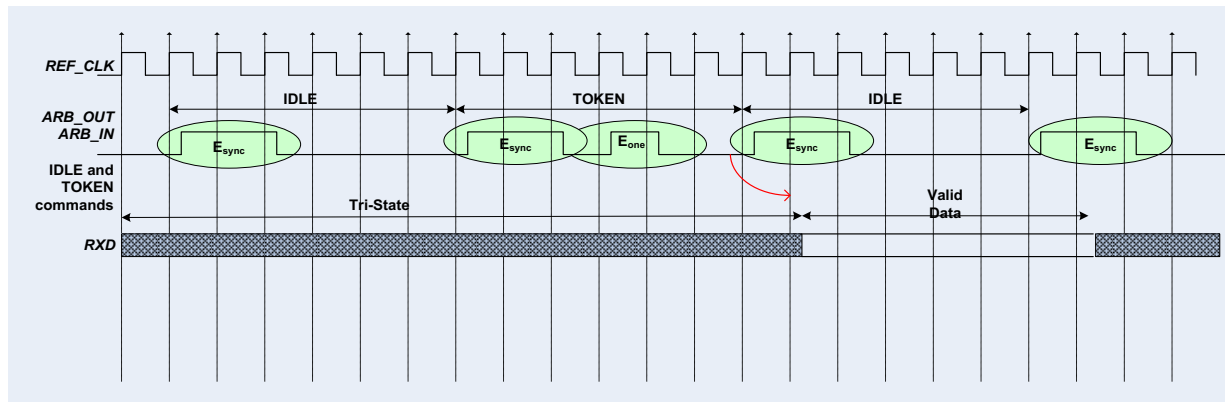 REF_CLK
IDLE
TOKEN
IDLE
ARB_OUT
ARB_IN
Esync
Esync
Eone
Esync
Esync
IDLE and
TOKEN
commands
Tri-State
Valid
Data
RXD